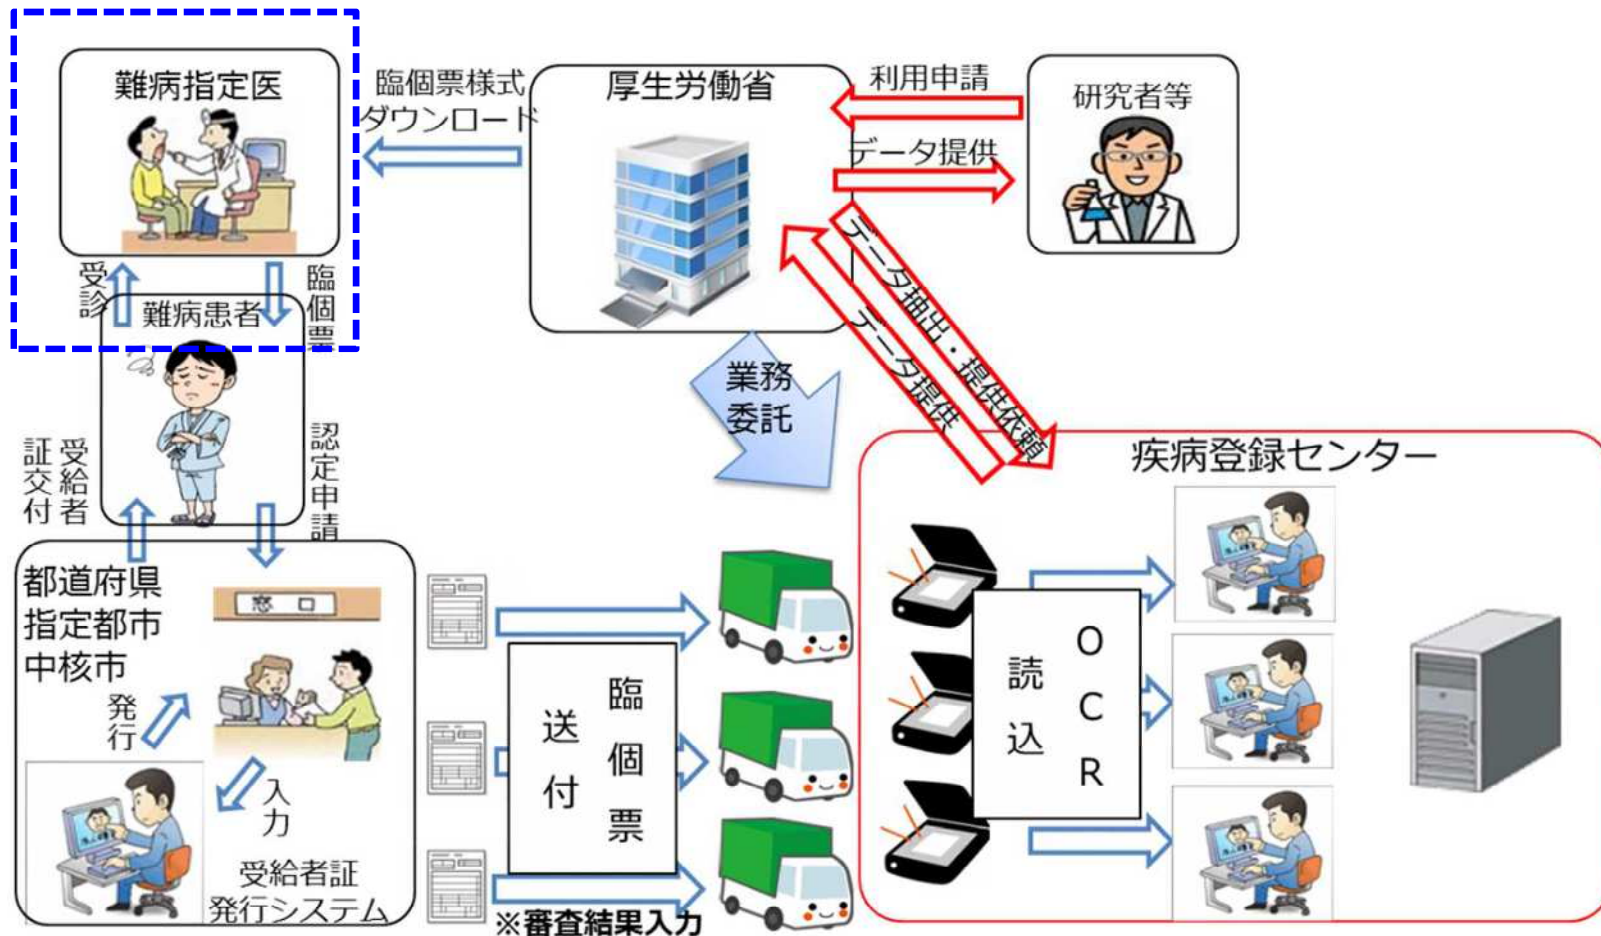 難病指定医
臨個票様式
ダウンロード
厚生労働省
利用申請
データ提供
研究者等
受診
臨個票
難病患者
データ抽出・提供依頼
データ提供
業務
委託
受給者
証交付
認定申請
疾病登録センター
都道府県
指定都市
中核市
窓口
発行
入力
受給者証
発行システム
臨個票
送付
※審査結果入力
OCR
読込